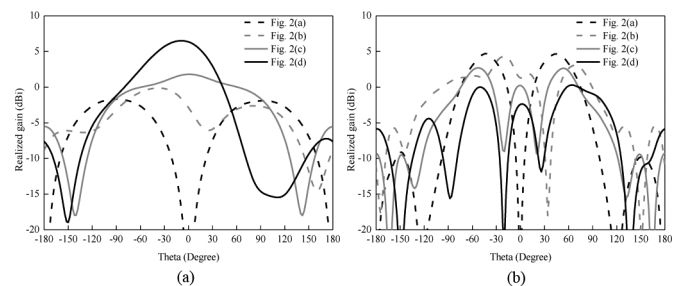 10
5
0
-5
-10
-15
-20
Realized gain (dBi)
-180 -150 -120 -90 -60 -30 0 30 60 90 120 150 180
Theta (Degree)
Fig. 2(a)
Fig. 2(b)
Fig. 2(c)
Fig. 2(d)
(a)
10
5
0
-5
-10
-15
-20
Realized gain (dBi)
-180 -150 -120 -90 -60 -30 0 30 60 90 120 150 180
Theta (Degree)
Fig. 2(a)
Fig. 2(b)
Fig. 2(c)
Fig. 2(d)
(b)